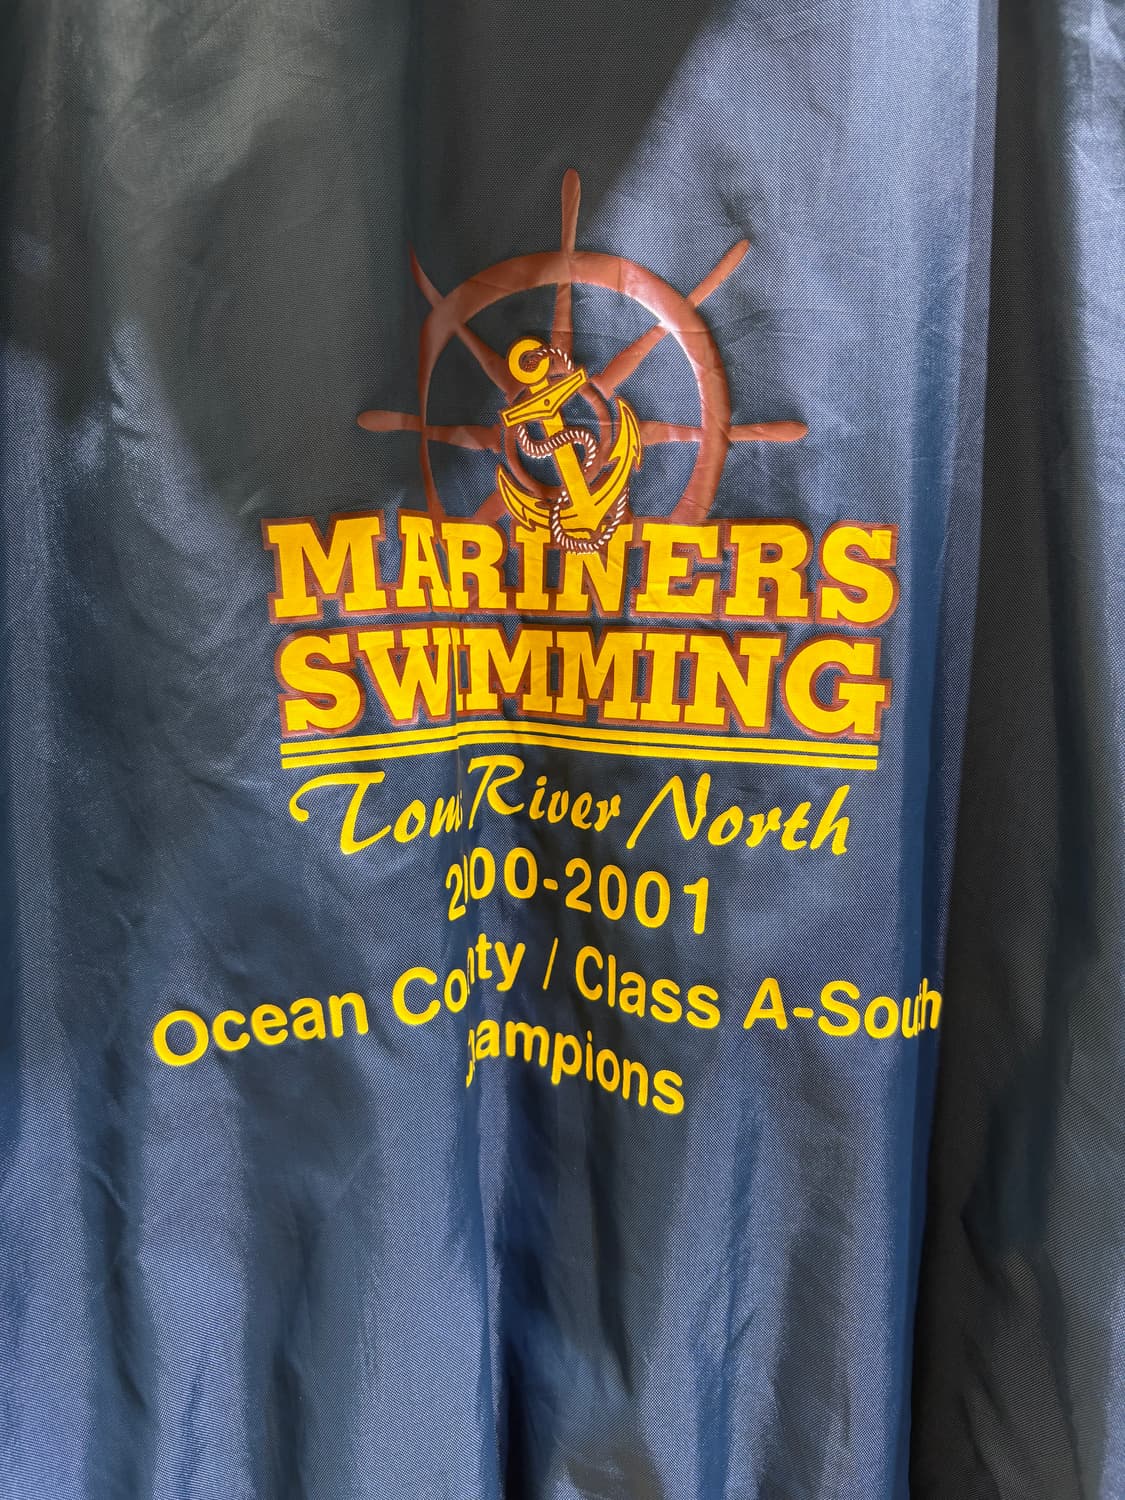 MARINERS
SWIMMING
Toms River North
2000-2001
Ocean County / Class A-South
Champions